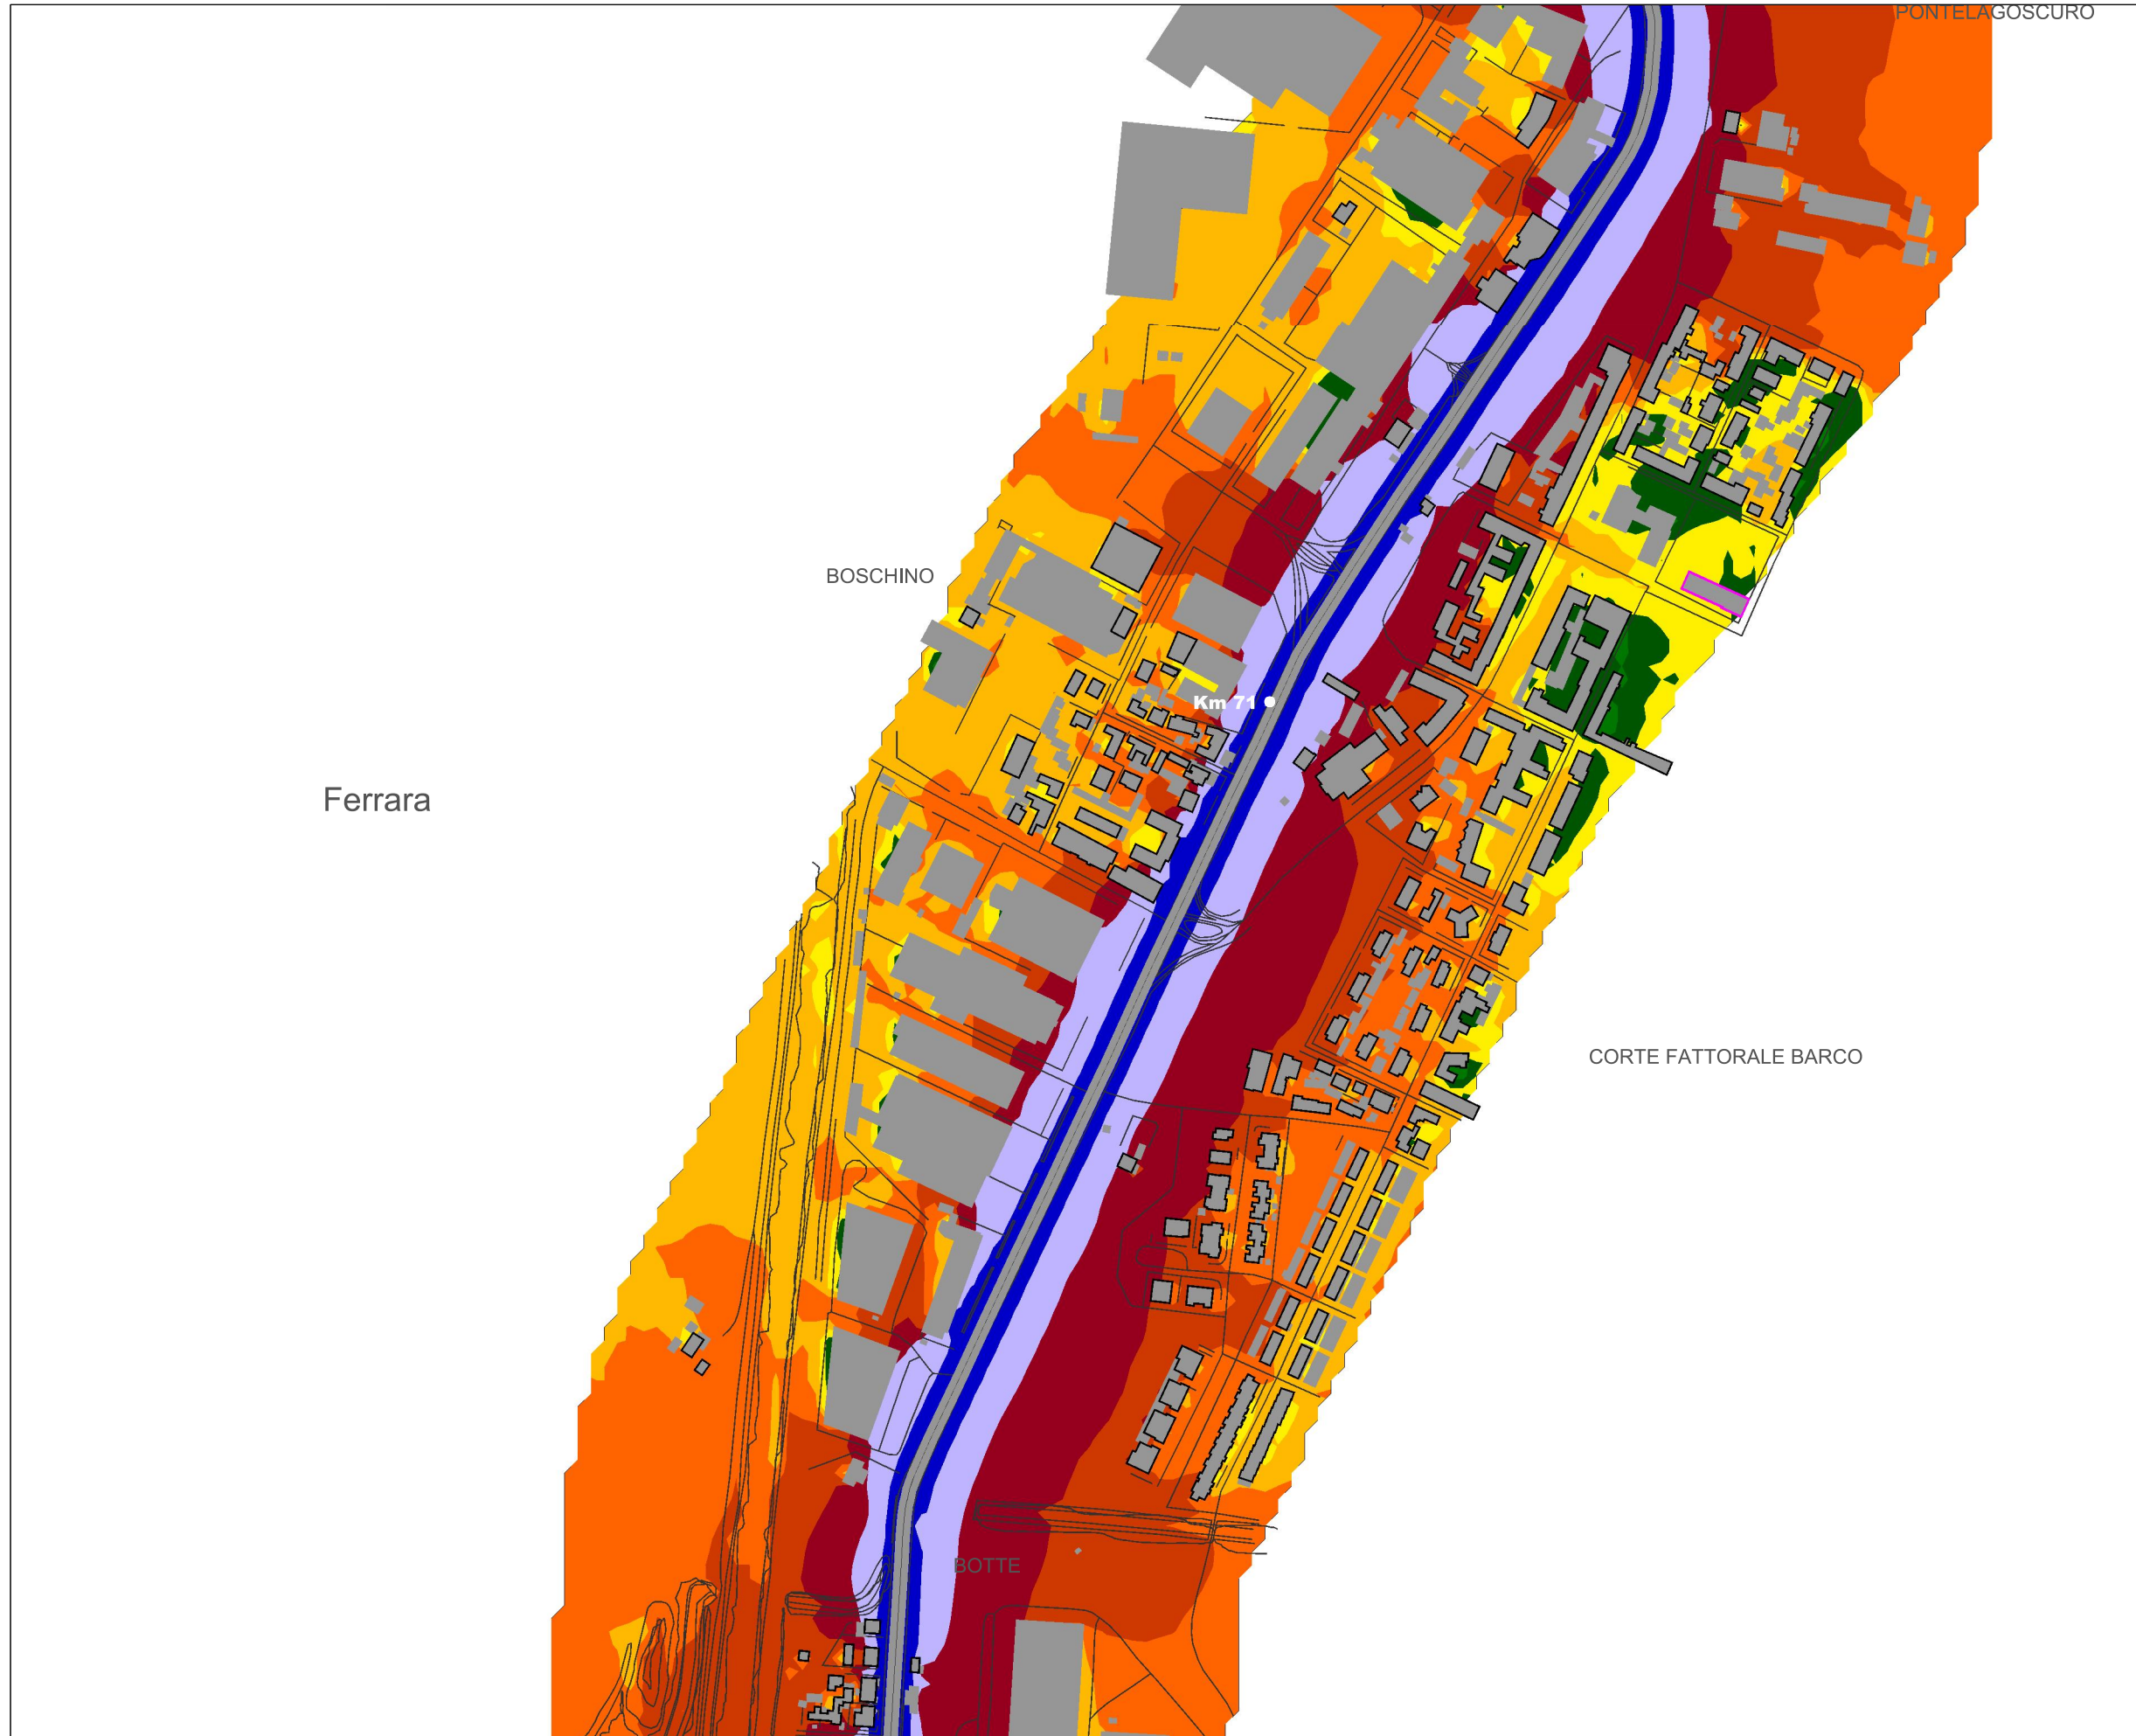 PONTELAGOSCURO
BOSCHINO
Km 71
Ferrara
CORTE FATTORALE BARCO
BOTTE